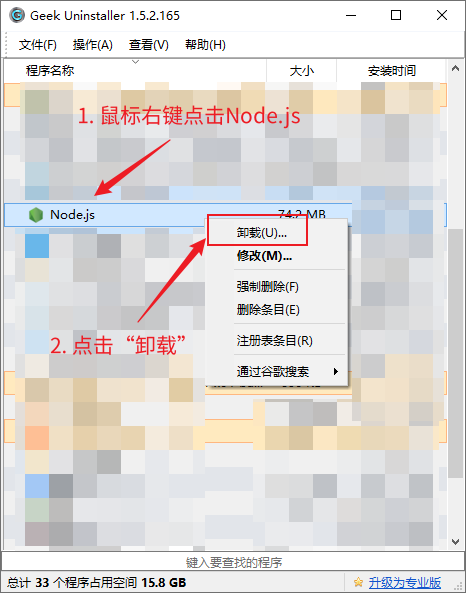 Geek Uninstaller 1.5.2.165
文件(F) 操作(A) 查看(V) 帮助(H)
程序名称 大小 安装时间
1. 鼠标右键点击Node.js
Node.js 74.2 MB
卸载(U)...
修改(M)...
强制删除(F)
删除条目(E)
2. 点击“卸载”
注册表条目(R)
通过谷歌搜索
键入要查找的程序
总计 33 个程序占用空间 15.8 GB 升级为专业版